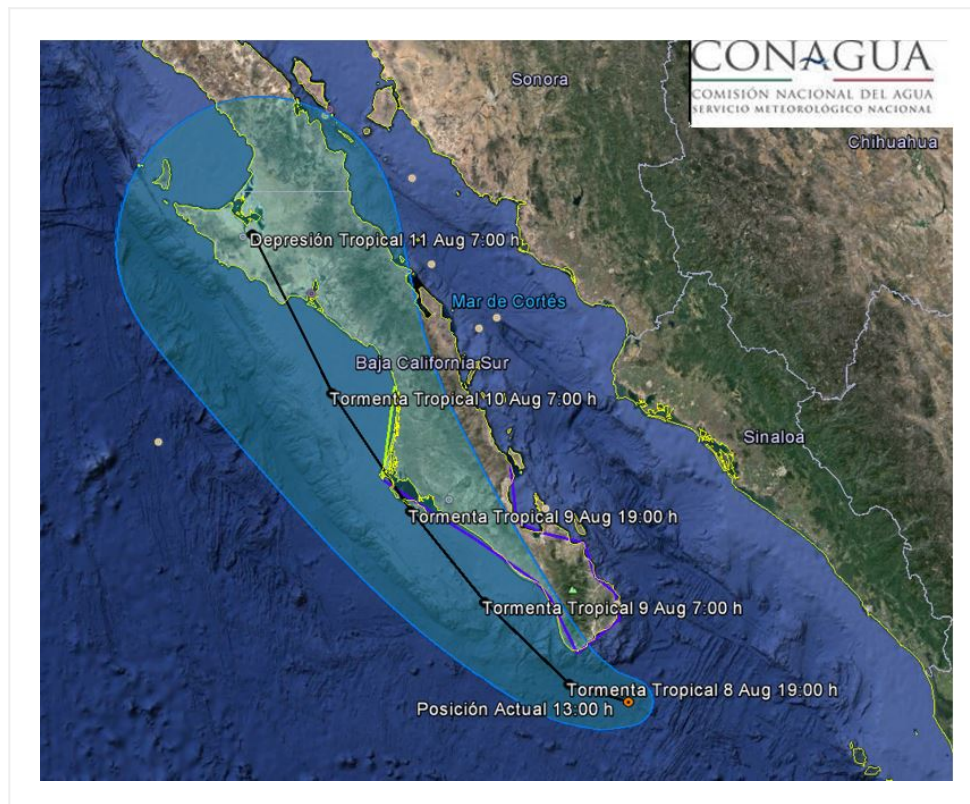 CONAGUA
COMISIÓN NACIONAL DEL AGUA
SERVICIO METEOROLÓGICO NACIONAL
Sonora
Chihuahua
Depresión Tropical 11 Aug 7:00 h
Mar de Cortés
Baja California Sur
Tormenta Tropical 10 Aug 7:00 h
Sinaloa
Tormenta Tropical 9 Aug 19:00 h
Tormenta Tropical 9 Aug 7:00 h
Tormenta Tropical 8 Aug 19:00 h
Posición Actual 13:00 h